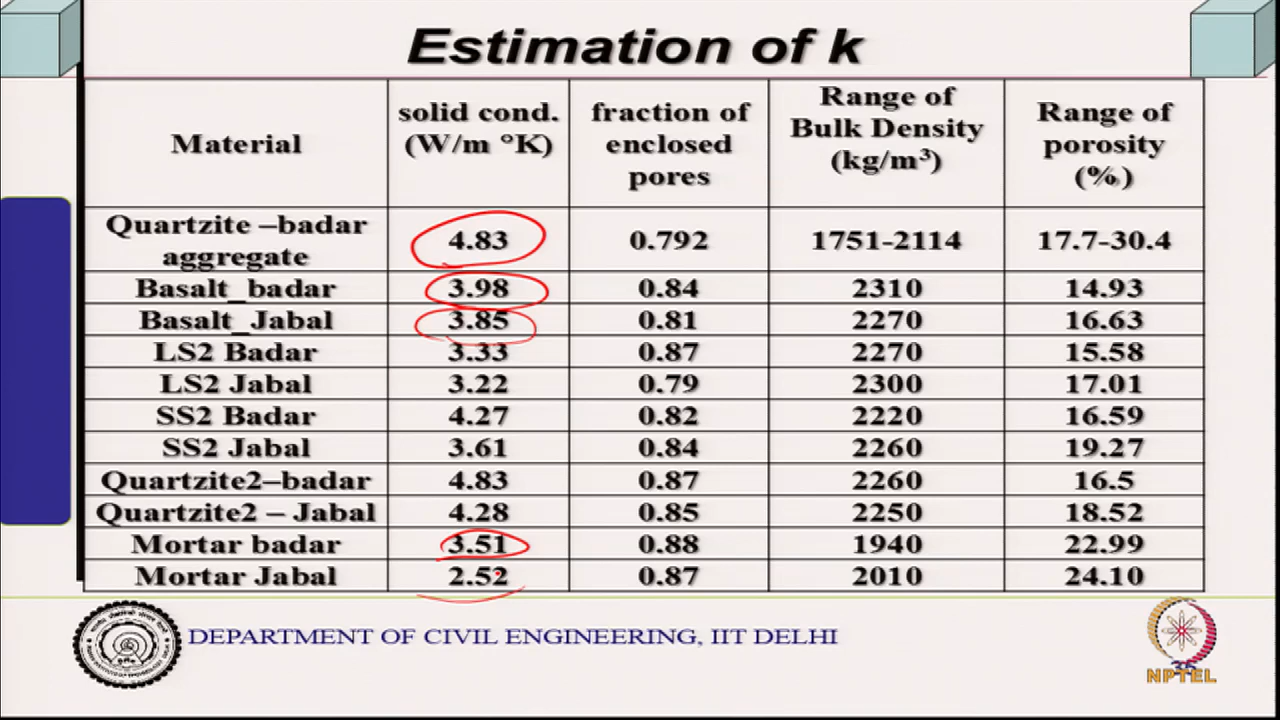 Estimation of k
Material
solid cond.
(W/m °K)
fraction of
enclosed
pores
Range of
Bulk Density
(kg/m³)
Range of
porosity
(%)
Quartzite –badar
aggregate
4.83
0.792
1751-2114
17.7-30.4
Basalt_badar 3.98 0.84 2310 14.93
Basalt_Jabal 3.85 0.81 2270 16.63
LS2 Badar 3.33 0.87 2270 15.58
LS2 Jabal 3.22 0.79 2300 17.01
SS2 Badar 4.27 0.82 2220 16.59
SS2 Jabal 3.61 0.84 2260 19.27
Quartzite2–badar 4.83 0.87 2260 16.5
Quartzite2 – Jabal 4.28 0.85 2250 18.52
Mortar badar 3.51 0.88 1940 22.99
Mortar Jabal 2.52 0.87 2010 24.10
DEPARTMENT OF CIVIL ENGINEERING, IIT DELHI
NPTEL